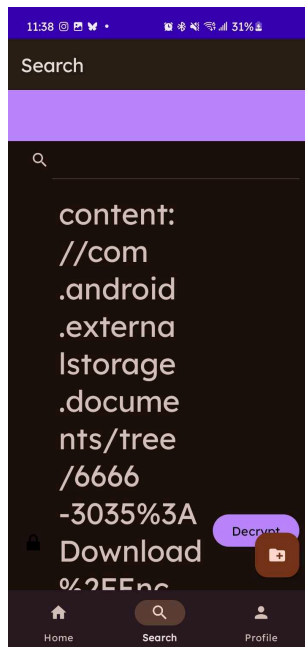 11:38
31%
Search
content:
//com
.android
.externa
lstorage
.docume
nts/tree
/6666
-3035%3A
Download
%2FEnc
Decrypt
Home
Search
Profile